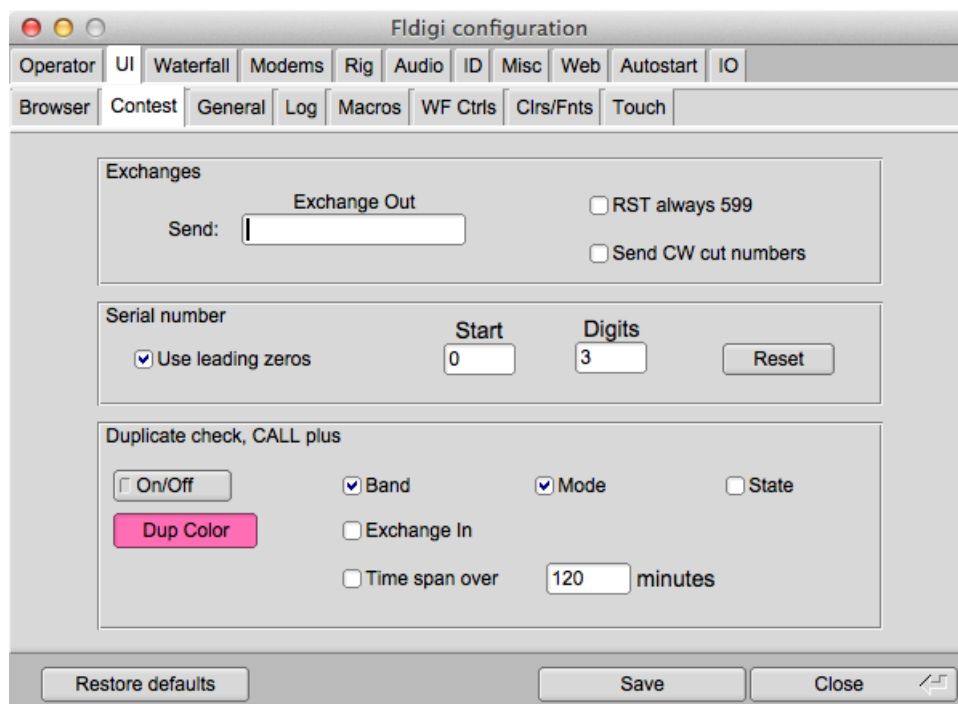 Fldigi configuration
Operator UI Waterfall Modems Rig Audio ID Misc Web Autostart IO
Browser Contest General Log Macros WF Ctrls Clrs/Fnts Touch
Exchanges
Exchange Out
Send:
RST always 599
Send CW cut numbers
Serial number
Start Digits
Use leading zeros 0 3 Reset
Duplicate check, CALL plus
On/Off Band Mode State
Dup Color Exchange In
Time span over 120 minutes
Restore defaults Save Close